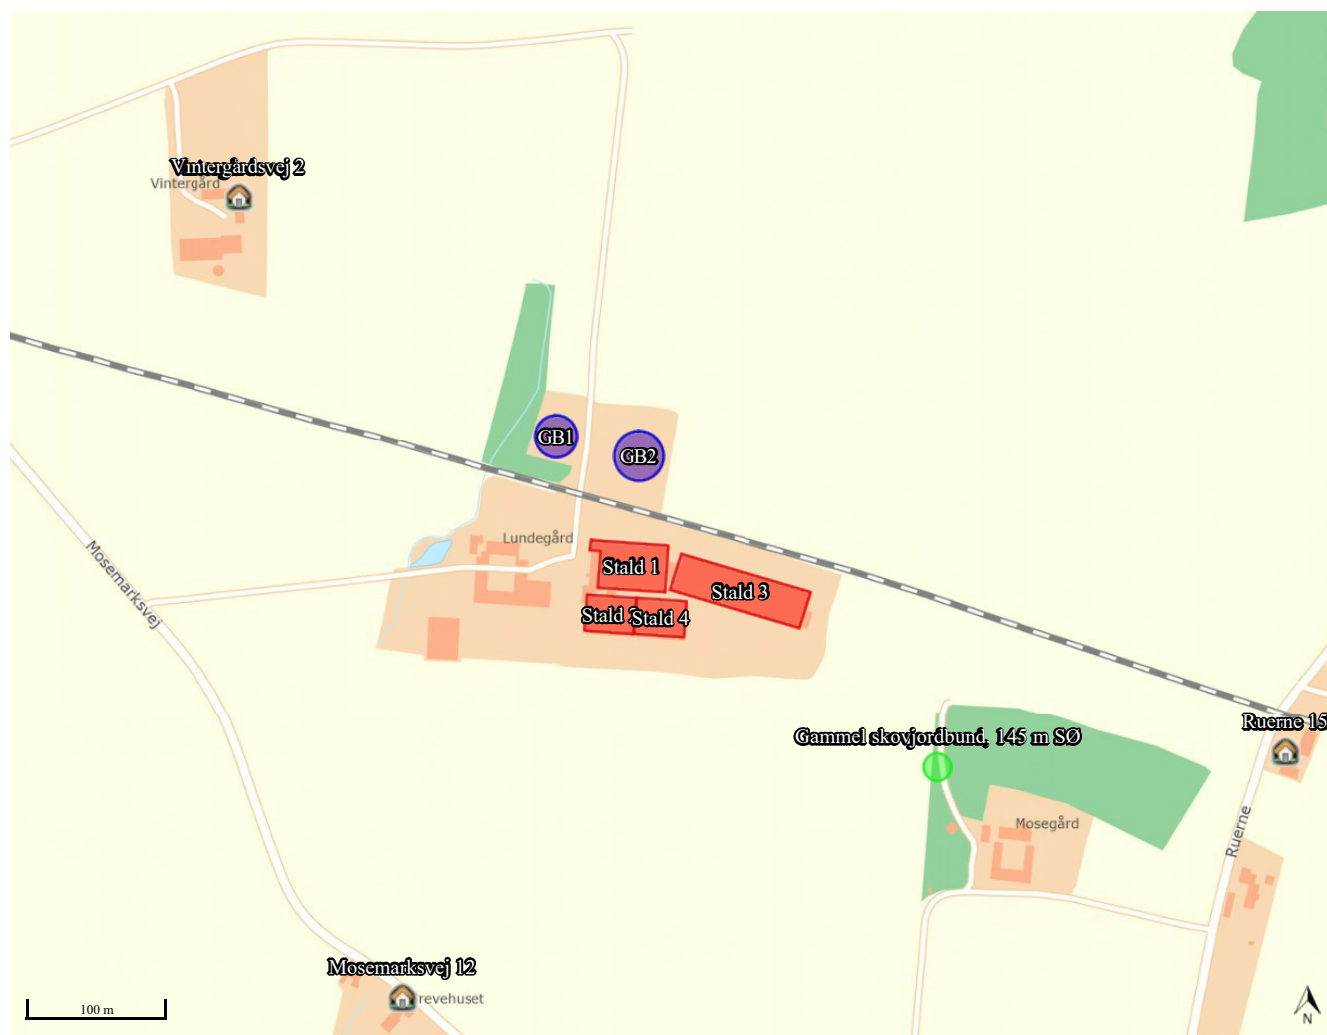 Vintergårdsvej 2
Vintergård
GB1
GB2
Lundegård
Stald 1
Stald 3
Stald
Stald 4
Mosemarksvej
Ruerne 15
Gammel skovjordbund, 145 m SØ
Mosegård
Ruerne
Mosemarksvej 12
revehuset
100 m
N